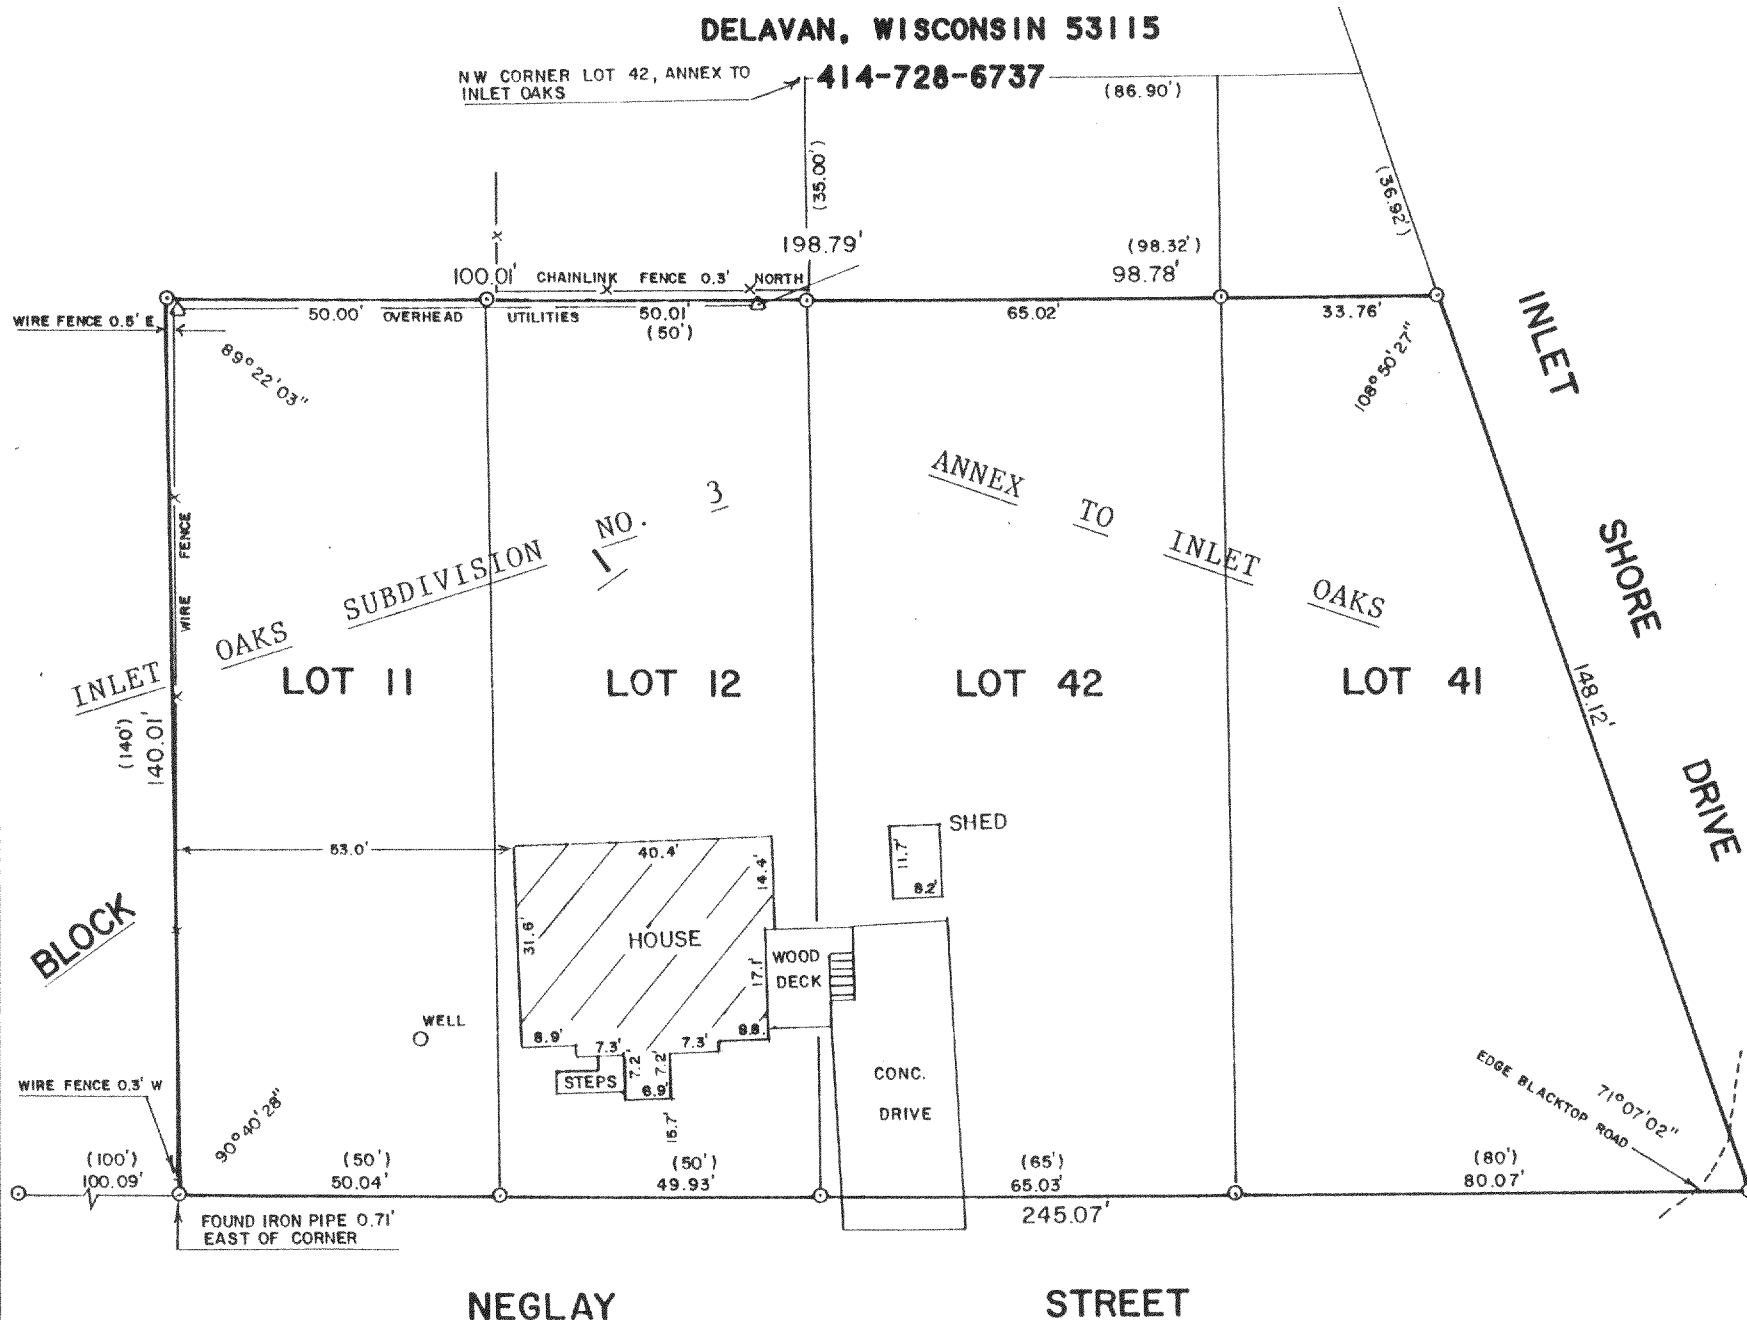 DELAVAN, WISCONSIN 53115
414-728-6737
NW CORNER LOT 42, ANNEX TO
INLET OAKS
(86.90')
(35.00')
(36.92')
198.79'
(98.32')
98.78'
100.01' CHAINLINK FENCE 0.3' NORTH
50.00' OVERHEAD UTILITIES 50.01'
(50')
65.02'
33.76'
WIRE FENCE 0.5' E
89°22'03"
108°50'27"
INLET SHORE DRIVE
148.12'
WIRE FENCE
INLET OAKS SUBDIVISION NO. 3
ANNEX TO INLET OAKS
LOT 11
LOT 12
LOT 42
LOT 41
(140')
140.01'
63.0'
BLOCK 1
40.4'
14.4'
31.6'
HOUSE
17.1'
8.9'
7.3'
7.2'
7.2'
7.3'
8.8'
6.9'
STEPS
15.7'
WOOD
DECK
SHED
11.7'
8.2'
WELL
CONC.
DRIVE
WIRE FENCE 0.3' W
90°40'28"
EDGE BLACKTOP ROAD
71°07'02"
(100')
100.09'
(50')
50.04'
(50')
49.93'
(65')
65.03'
(80')
80.07'
245.07'
FOUND IRON PIPE 0.71'
EAST OF CORNER
NEGLAY STREET